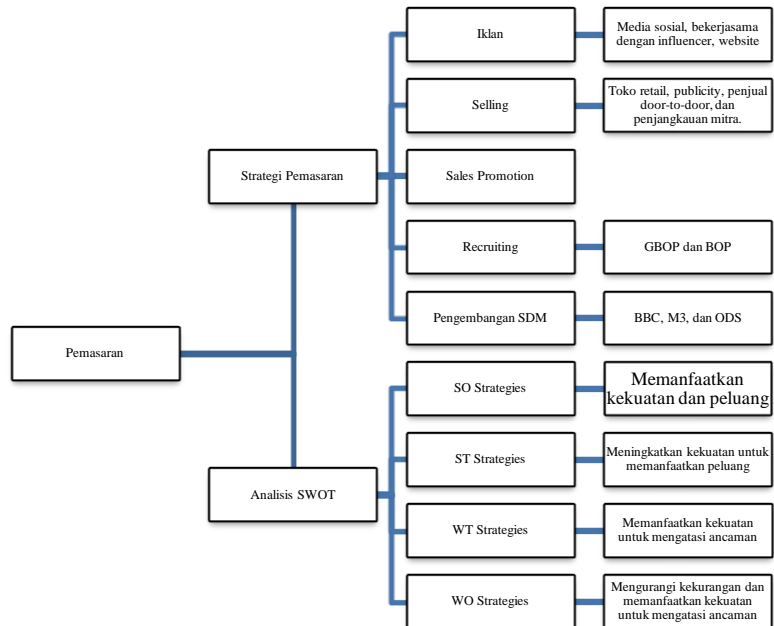 Iklan
Media sosial, bekerjasama
dengan influencer, website
Selling
Toko retail, publicity, penjual
door-to-door, dan
penjangkauan mitra.
Strategi Pemasaran
Sales Promotion
Recruiting
GBOP dan BOP
Pengembangan SDM
BBC, M3, dan ODS
Pemasaran
SO Strategies
Memanfaatkan
kekuatan dan peluang
ST Strategies
Meningkatkan kekuatan untuk
memanfaatkan peluang
Analisis SWOT
WT Strategies
Memanfaatkan kekuatan
untuk mengatasi ancaman
WO Strategies
Mengurangi kekurangan dan
memanfaatkan kekuatan
untuk mengatasi ancaman